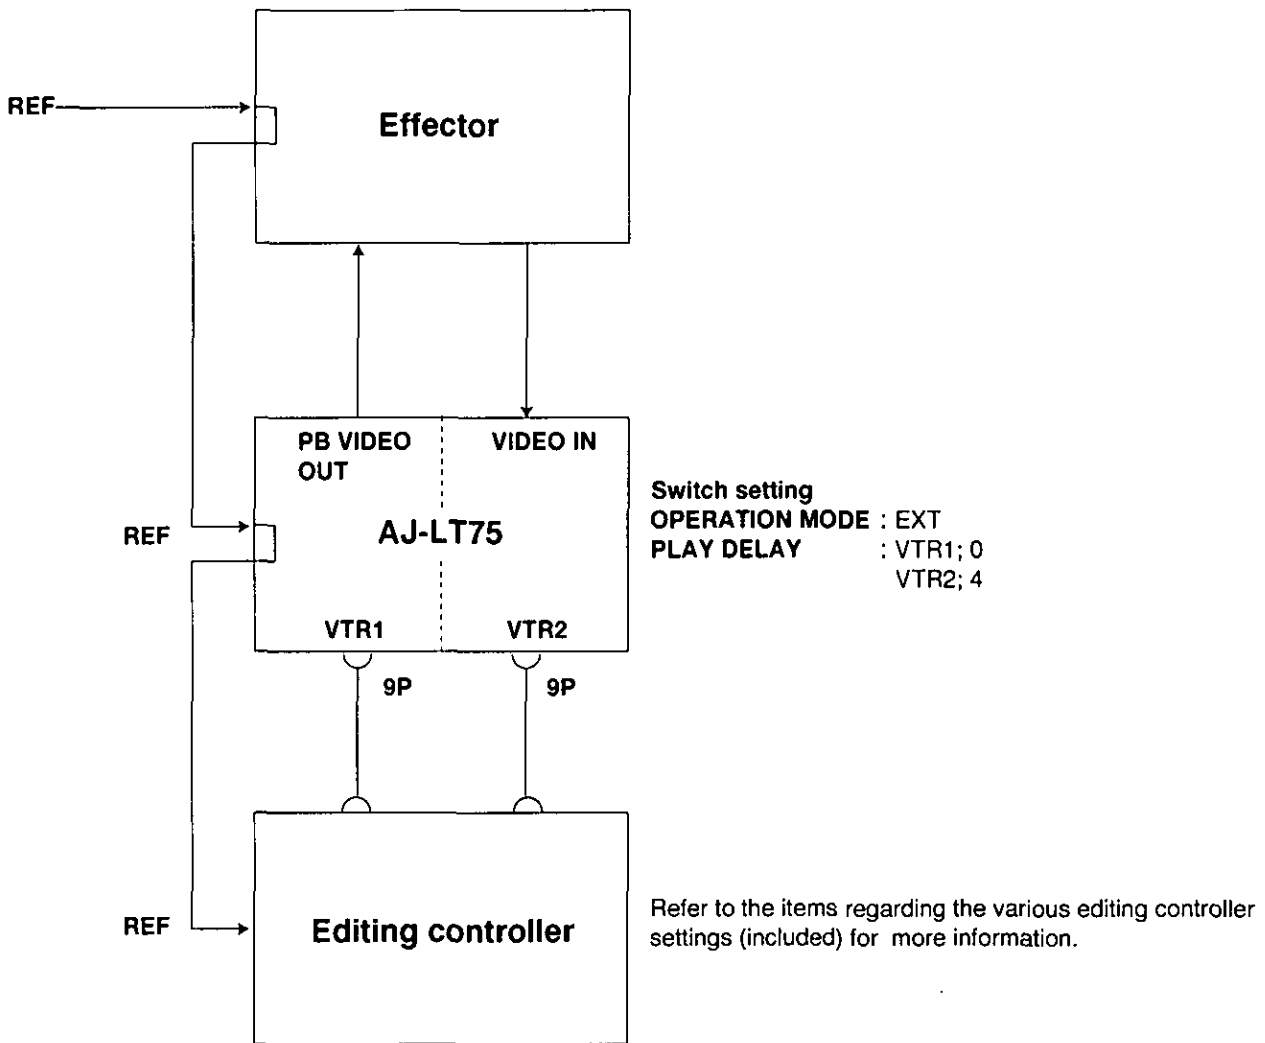 REF
Effector
PB VIDEO
OUT
VIDEO IN
REF
AJ-LT75
VTR1
VTR2
Switch setting
OPERATION MODE : EXT
PLAY DELAY : VTR1; 0
VTR2; 4
9P
9P
REF
Editing controller
Refer to the items regarding the various editing controller
settings (included) for more information.